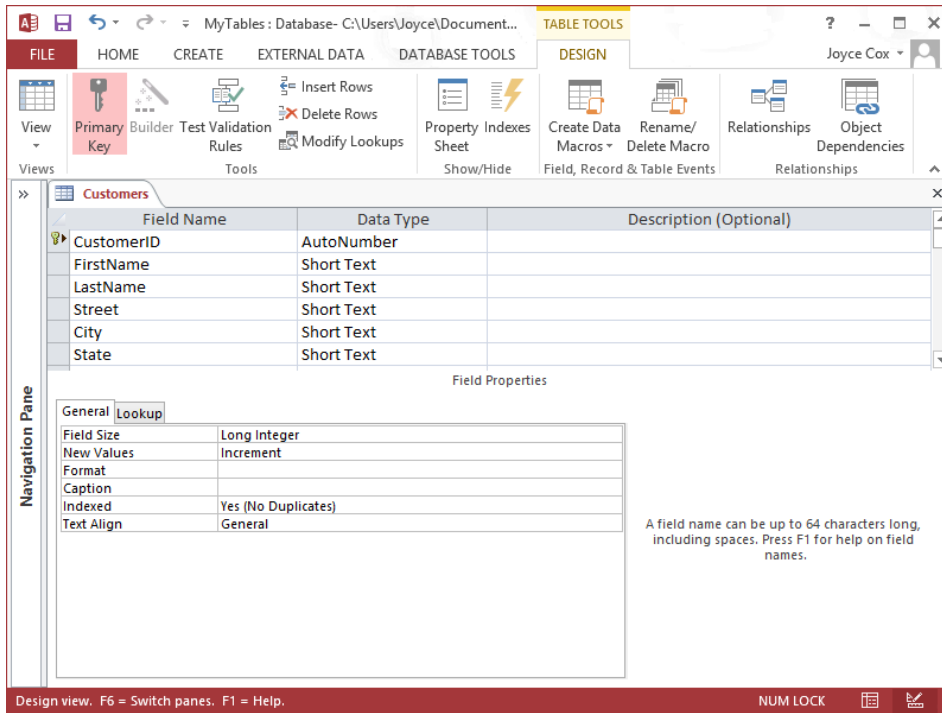 MyTables : Database- C:\Users\Joyce\Document...
TABLE TOOLS
?
FILE HOME CREATE EXTERNAL DATA DATABASE TOOLS DESIGN Joyce Cox
View
Primary Key
Builder
Test Validation Rules
Insert Rows
Delete Rows
Modify Lookups
Property Sheet
Indexes
Create Data Macros
Rename/ Delete Macro
Relationships
Object Dependencies
Views Tools Show/Hide Field, Record & Table Events Relationships
»
Customers
Field Name Data Type Description (Optional)
CustomerID AutoNumber
FirstName Short Text
LastName Short Text
Street Short Text
City Short Text
State Short Text
Navigation Pane
Field Properties
General Lookup
Field Size Long Integer
New Values Increment
Format
Caption
Indexed Yes (No Duplicates)
Text Align General
A field name can be up to 64 characters long,
including spaces. Press F1 for help on field
names.
Design view. F6 = Switch panes. F1 = Help. NUM LOCK